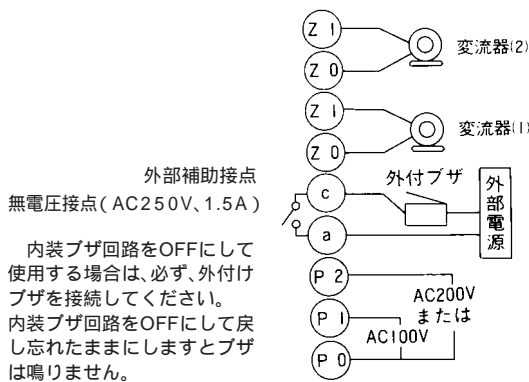 Z 1
変流器(2)
Z 0
Z 1
変流器(1)
Z 0
外部補助接点
無電圧接点(AC250V、1.5A)
c
外付ブザ
外部電源
a
内装ブザ回路をOFFにして
使用する場合は、必ず、外付け
ブザを接続してください。
内装ブザ回路をOFFにして戻
し忘れたままにしますとブザ
は鳴りません。
P 2
AC200V
または
P 1
AC100V
P 0